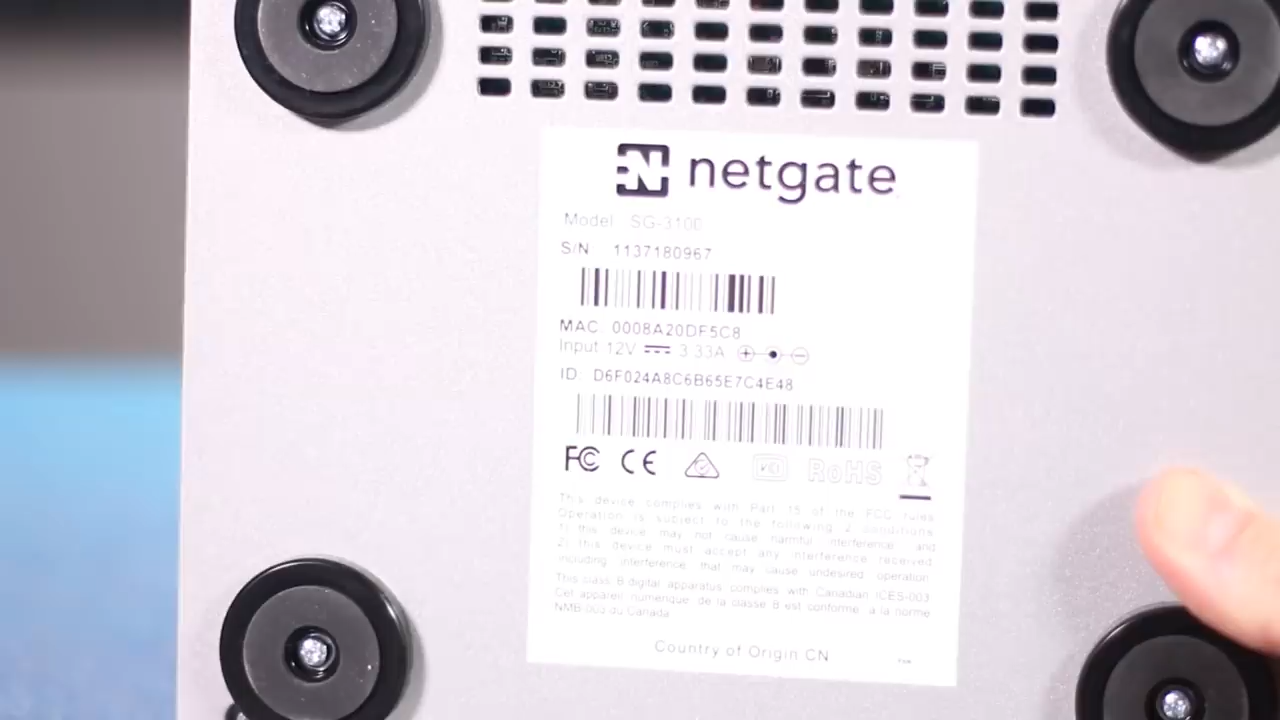 netgate
Model SG-3100
S/N 1137180967
MAC: 0008A20DF5C8
Input 12V 3.33A
ID: D6F024A8C6B65E7C4E48
FC CE VCI RoHS
This device complies with Part 15 of the FCC rules
Operation is subject to the following 2 conditions
1) this device may not cause harmful interference, and
2) this device must accept any interference received
including interference that may cause undesired operation
This class B digital apparatus complies with Canadian ICES-003
Cet appareil numérique de la classe B est conforme à la norme
NMB-003 du Canada
Country of Origin CN